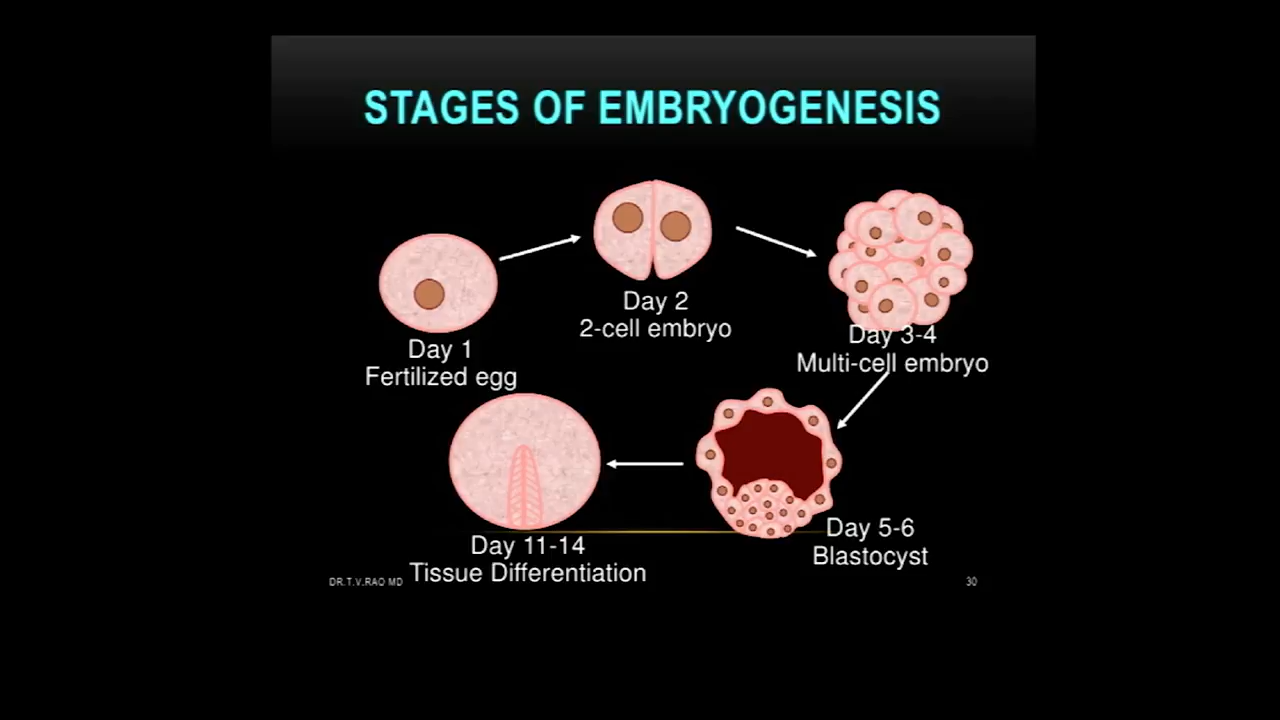 STAGES OF EMBRYOGENESIS
Day 1
Fertilized egg
Day 2
2-cell embryo
Day 3-4
Multi-cell embryo
Day 5-6
Blastocyst
Day 11-14
Tissue Differentiation
DR.T.V.RAO MD
30